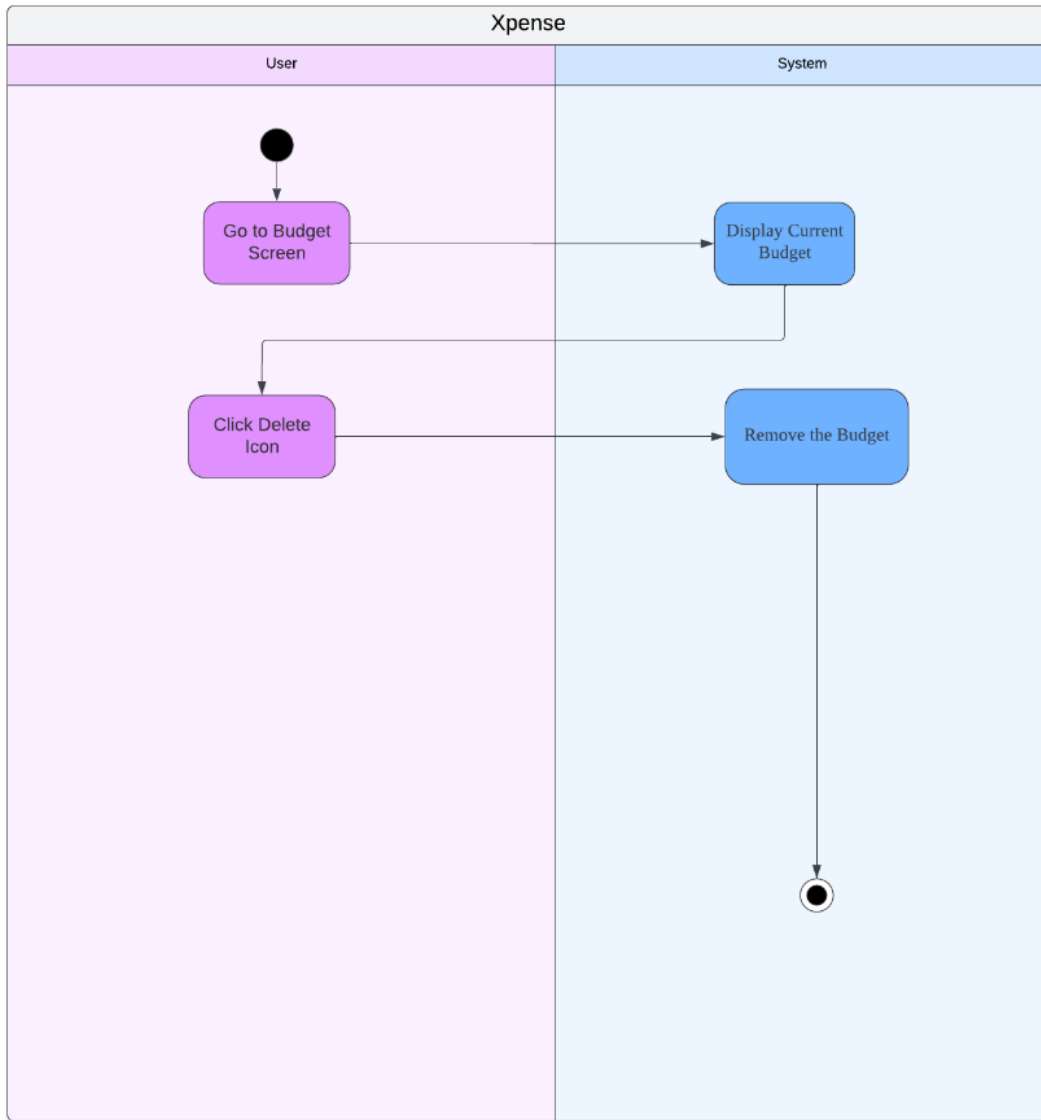 Xpense
User
System
Go to Budget
Screen
Display Current
Budget
Click Delete
Icon
Remove the Budget